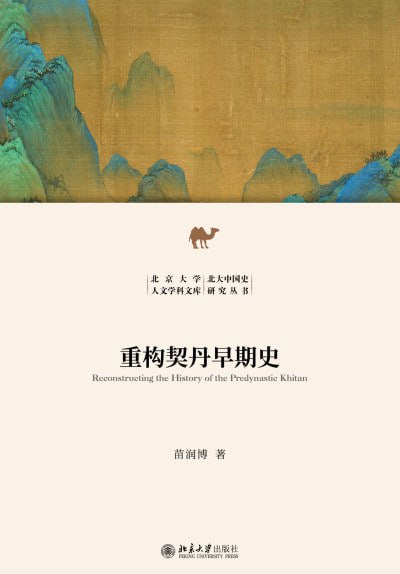 北京大学 北大中国史
人文学科文库 研究丛书
重构契丹早期史
Reconstructing the History of the Predynastic Khitan
苗润博 著
北京大学出版社
PEKING UNIVERSITY PRESS